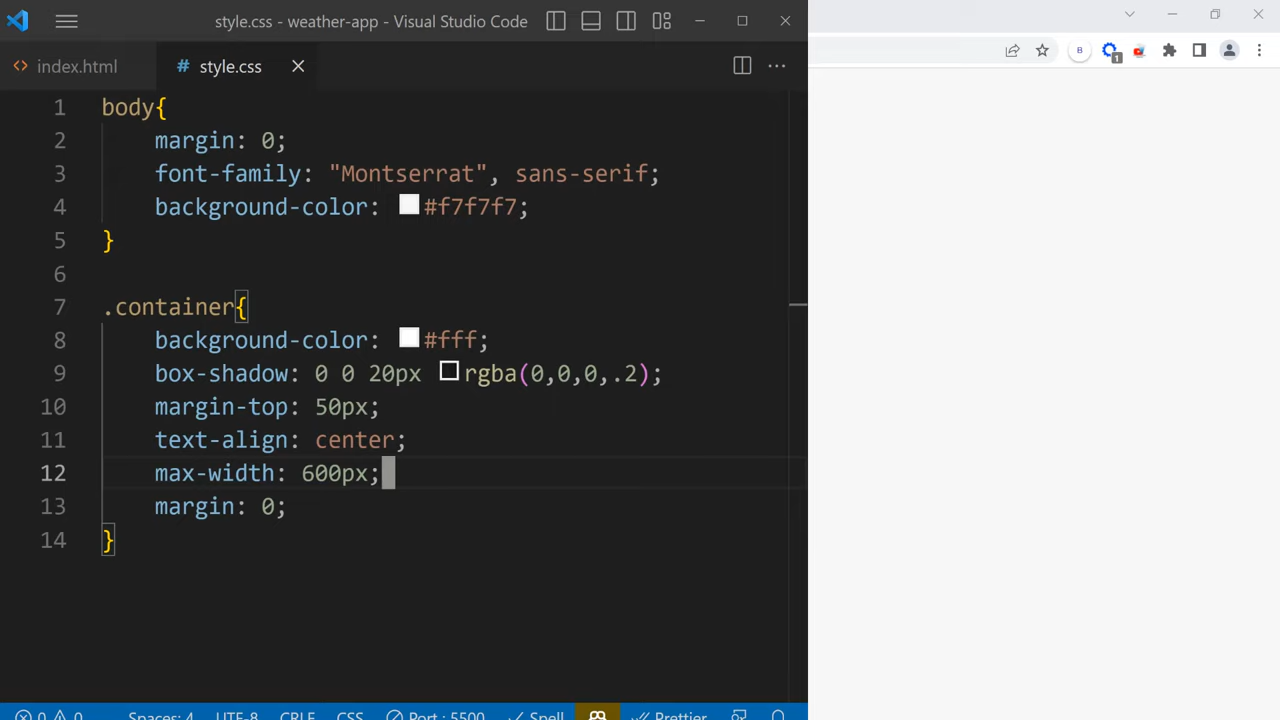 style.css - weather-app - Visual Studio Code
index.html
# style.css
1 body{
2 margin: 0;
3 font-family: "Montserrat", sans-serif;
4 background-color: #f7f7f7;
5 }
6
7 .container{
8 background-color: #fff;
9 box-shadow: 0 0 20px rgba(0,0,0,.2);
10 margin-top: 50px;
11 text-align: center;
12 max-width: 600px;
13 margin: 0;
14 }
0 0 Spaces: 4 UTF-8 CRLF CSS Port : 5500 Spell Prettier
B
1